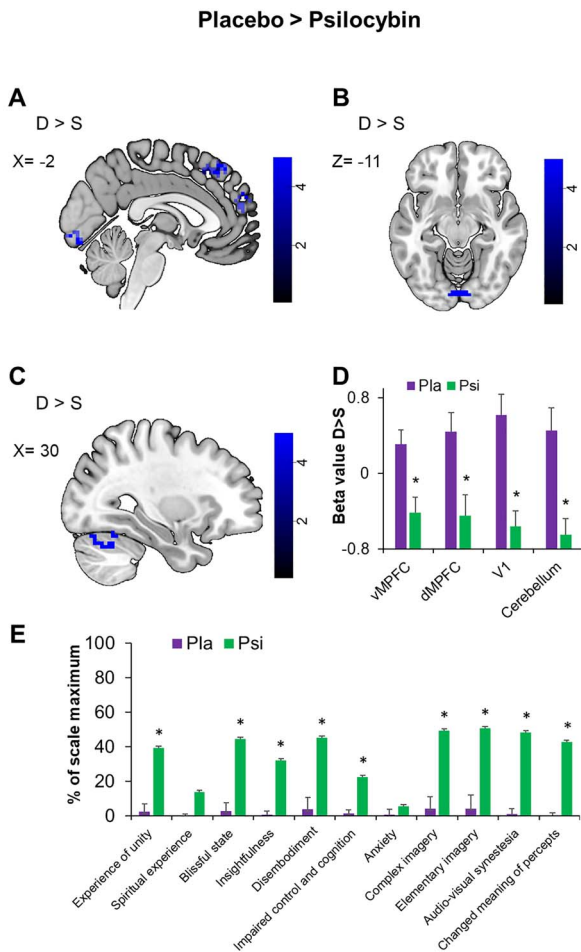 Placebo > Psilocybin
A
D > S
X= -2
4
2
B
D > S
Z= -11
4
2
C
D > S
X= 30
4
2
D
Pla Psi
Beta value D>S
0.8
0
-0.8
* * * *
vMPFC
dMPFC
V1
Cerebellum
E
Pla Psi
% of scale maximum
100
80
60
40
20
0
* * * * * * * * *
Experience of unity
Spiritual experience
Blissful state
Insightfulness
Disembodiment
Impaired control and cognition
Anxiety
Complex imagery
Elementary imagery
Audio-visual synestesia
Changed meaning of percepts